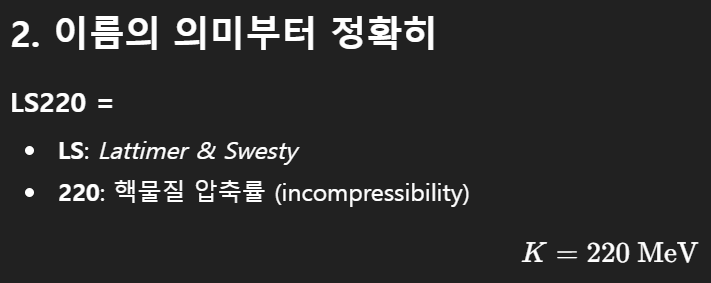 2. 이름의 의미부터 정확히
LS220 =
• LS: Lattimer & Swesty
• 220: 핵물질 압축률 (incompressibility)
K = 220 MeV